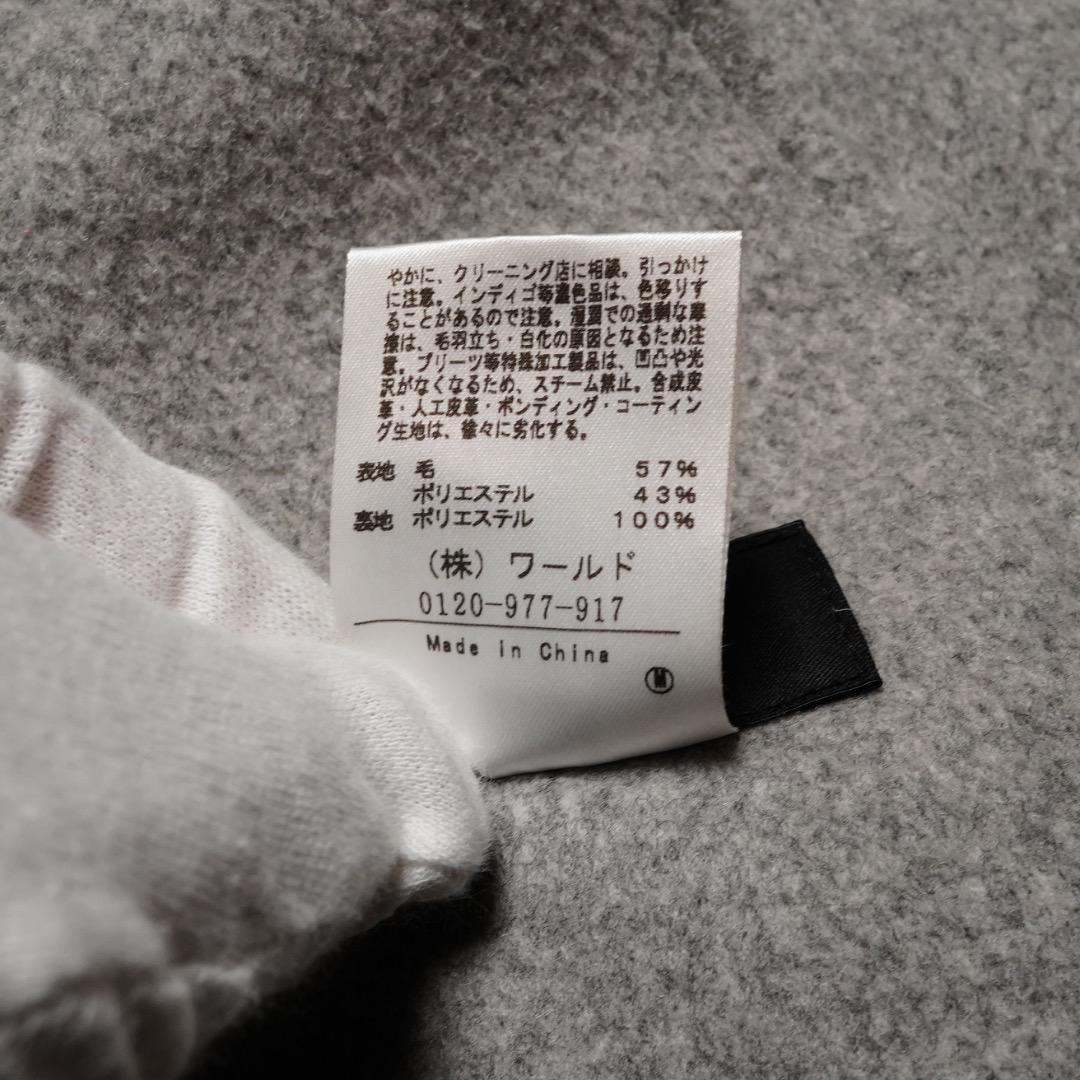 やかに、クリーニング店に相談。引っかけ
に注意。インディゴ等濃色品は、色移りす
ることがあるので注意。湿潤での過剰な摩
擦は、毛羽立ち・白化の原因となるため注
意。プリーツ等特殊加工製品は、凹凸や光
沢がなくなるため、スチーム禁止。合成皮
革・人工皮革・ボンディング・コーティン
グ生地は、徐々に劣化する。
表地 毛 57%
ポリエステル 43%
裏地 ポリエステル 100%
(株) ワールド
0120-977-917
Made in China
Ⓜ